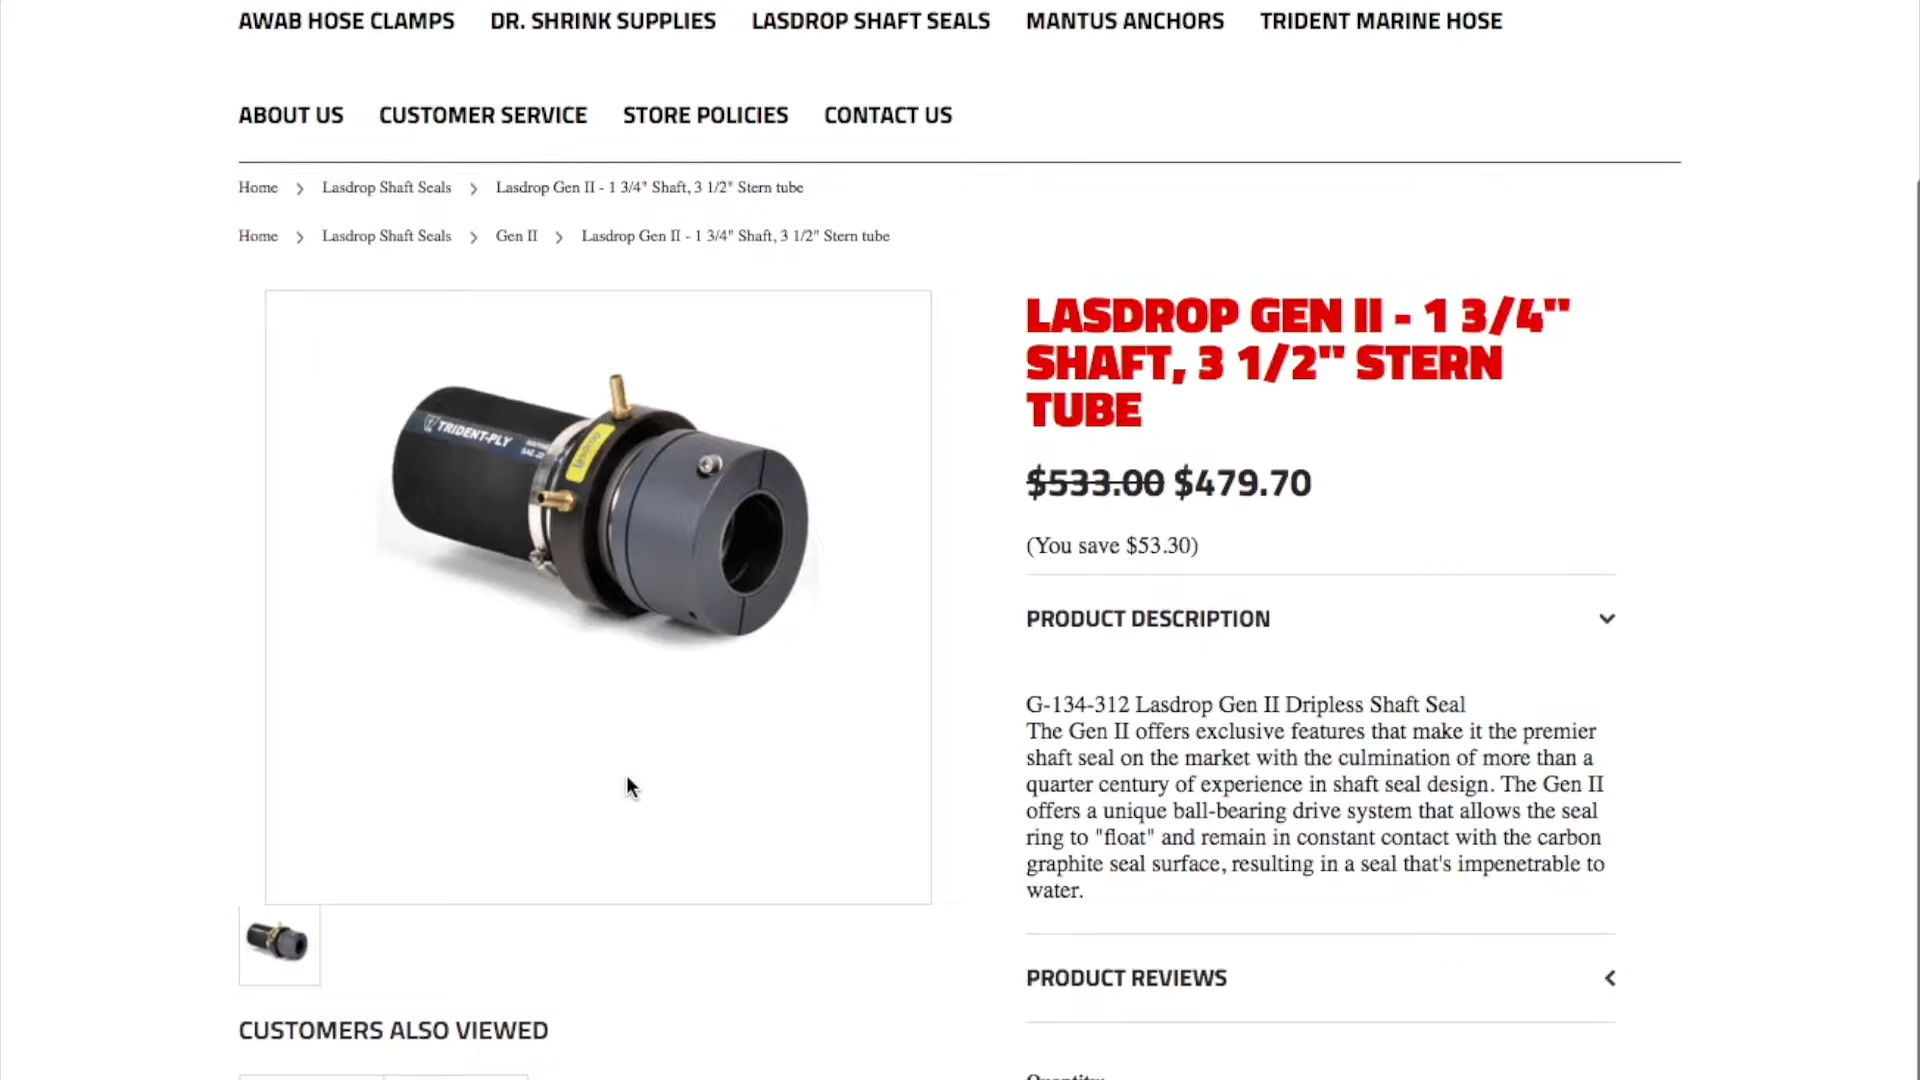 AWAB HOSE CLAMPS DR. SHRINK SUPPLIES LASDROP SHAFT SEALS MANTUS ANCHORS TRIDENT MARINE HOSE
ABOUT US CUSTOMER SERVICE STORE POLICIES CONTACT US
Home > Lasdrop Shaft Seals > Lasdrop Gen II - 1 3/4" Shaft, 3 1/2" Stern tube
Home > Lasdrop Shaft Seals > Gen II > Lasdrop Gen II - 1 3/4" Shaft, 3 1/2" Stern tube
TRIDENT-PLY
Lasdrop
LASDROP GEN II - 1 3/4"
SHAFT, 3 1/2" STERN
TUBE
$533.00 $479.70
(You save $53.30)
PRODUCT DESCRIPTION
G-134-312 Lasdrop Gen II Dripless Shaft Seal
The Gen II offers exclusive features that make it the premier
shaft seal on the market with the culmination of more than a
quarter century of experience in shaft seal design. The Gen II
offers a unique ball-bearing drive system that allows the seal
ring to "float" and remain in constant contact with the carbon
graphite seal surface, resulting in a seal that's impenetrable to
water.
PRODUCT REVIEWS
CUSTOMERS ALSO VIEWED